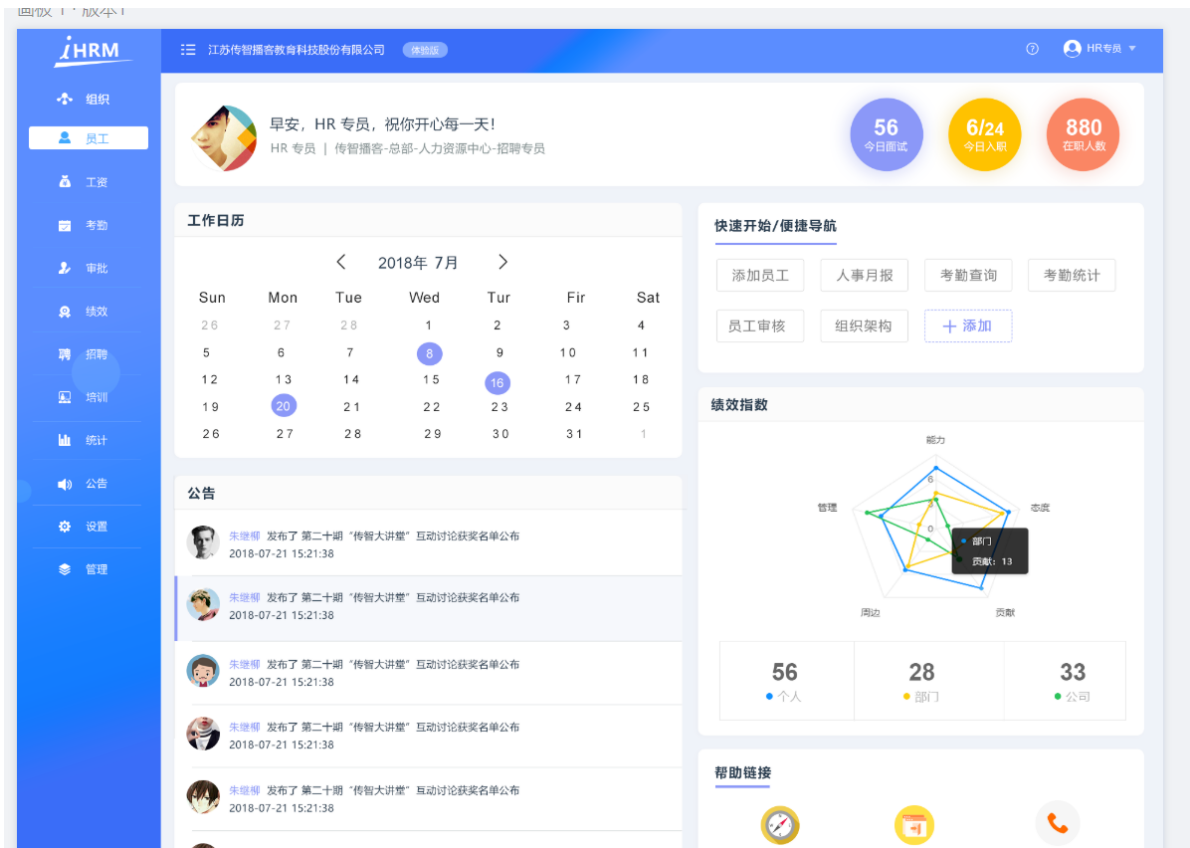 画板 1 · 版本1
iHRM
江苏传智播客教育科技股份有限公司 体验版
HR专员
组织
员工
工资
考勤
审批
绩效
招聘
培训
统计
公告
设置
管理
早安，HR 专员，祝你开心每一天！
HR 专员 | 传智播客-总部-人力资源中心-招聘专员
56
今日面试
6/24
今日入职
880
在职人数
工作日历
2018年 7月
Sun Mon Tue Wed Tur Fir Sat
26 27 28 1 2 3 4
5 6 7 8 9 10 11
12 13 14 15 16 17 18
19 20 21 22 23 24 25
26 27 28 29 30 31 1
公告
朱继柳 发布了 第二十期“传智大讲堂”互动讨论获奖名单公布
2018-07-21 15:21:38
朱继柳 发布了 第二十期“传智大讲堂”互动讨论获奖名单公布
2018-07-21 15:21:38
朱继柳 发布了 第二十期“传智大讲堂”互动讨论获奖名单公布
2018-07-21 15:21:38
朱继柳 发布了 第二十期“传智大讲堂”互动讨论获奖名单公布
2018-07-21 15:21:38
朱继柳 发布了 第二十期“传智大讲堂”互动讨论获奖名单公布
2018-07-21 15:21:38
快速开始/便捷导航
添加员工 人事月报 考勤查询 考勤统计
员工审核 组织架构 ＋ 添加
绩效指数
能力
6
管理
3
态度
0
部门
贡献：13
周边
贡献
56 28 33
个人 部门 公司
帮助链接